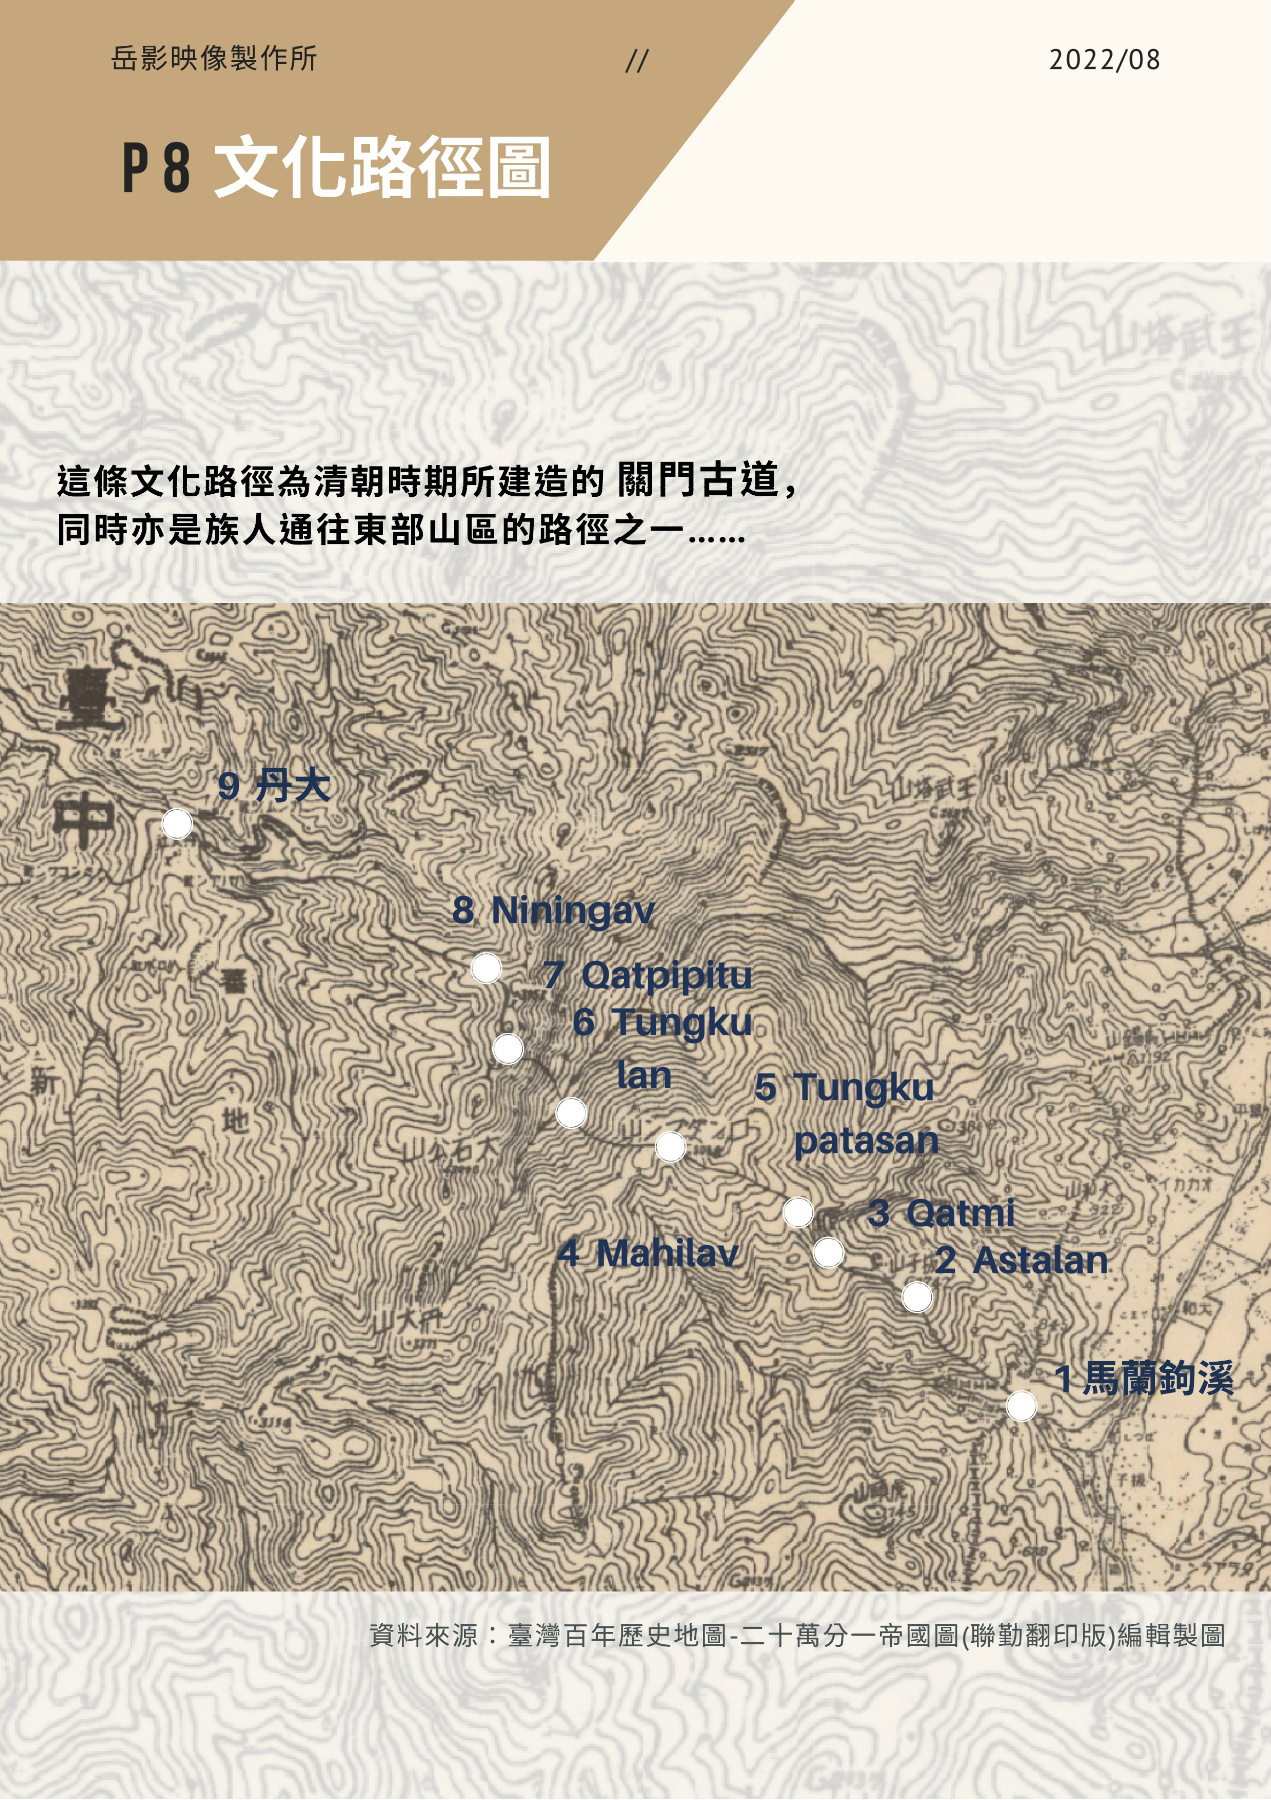 岳影映像製作所 // 2022/08
P8 文化路徑圖
這條文化路徑為清朝時期所建造的 關門古道，
同時亦是族人通往東部山區的路徑之一……
臺
中
9 丹大
山塔武王
8 Niningav
7 Qatpipitu
6 Tungku
lan
5 Tungku
patasan
蕃
地
新
山公石大
3 Qatmi
4 Mahilav
2 Astalan
山大丹
1 馬蘭鉤溪
山頭虎
資料來源：臺灣百年歷史地圖-二十萬分一帝國圖(聯勤翻印版)編輯製圖